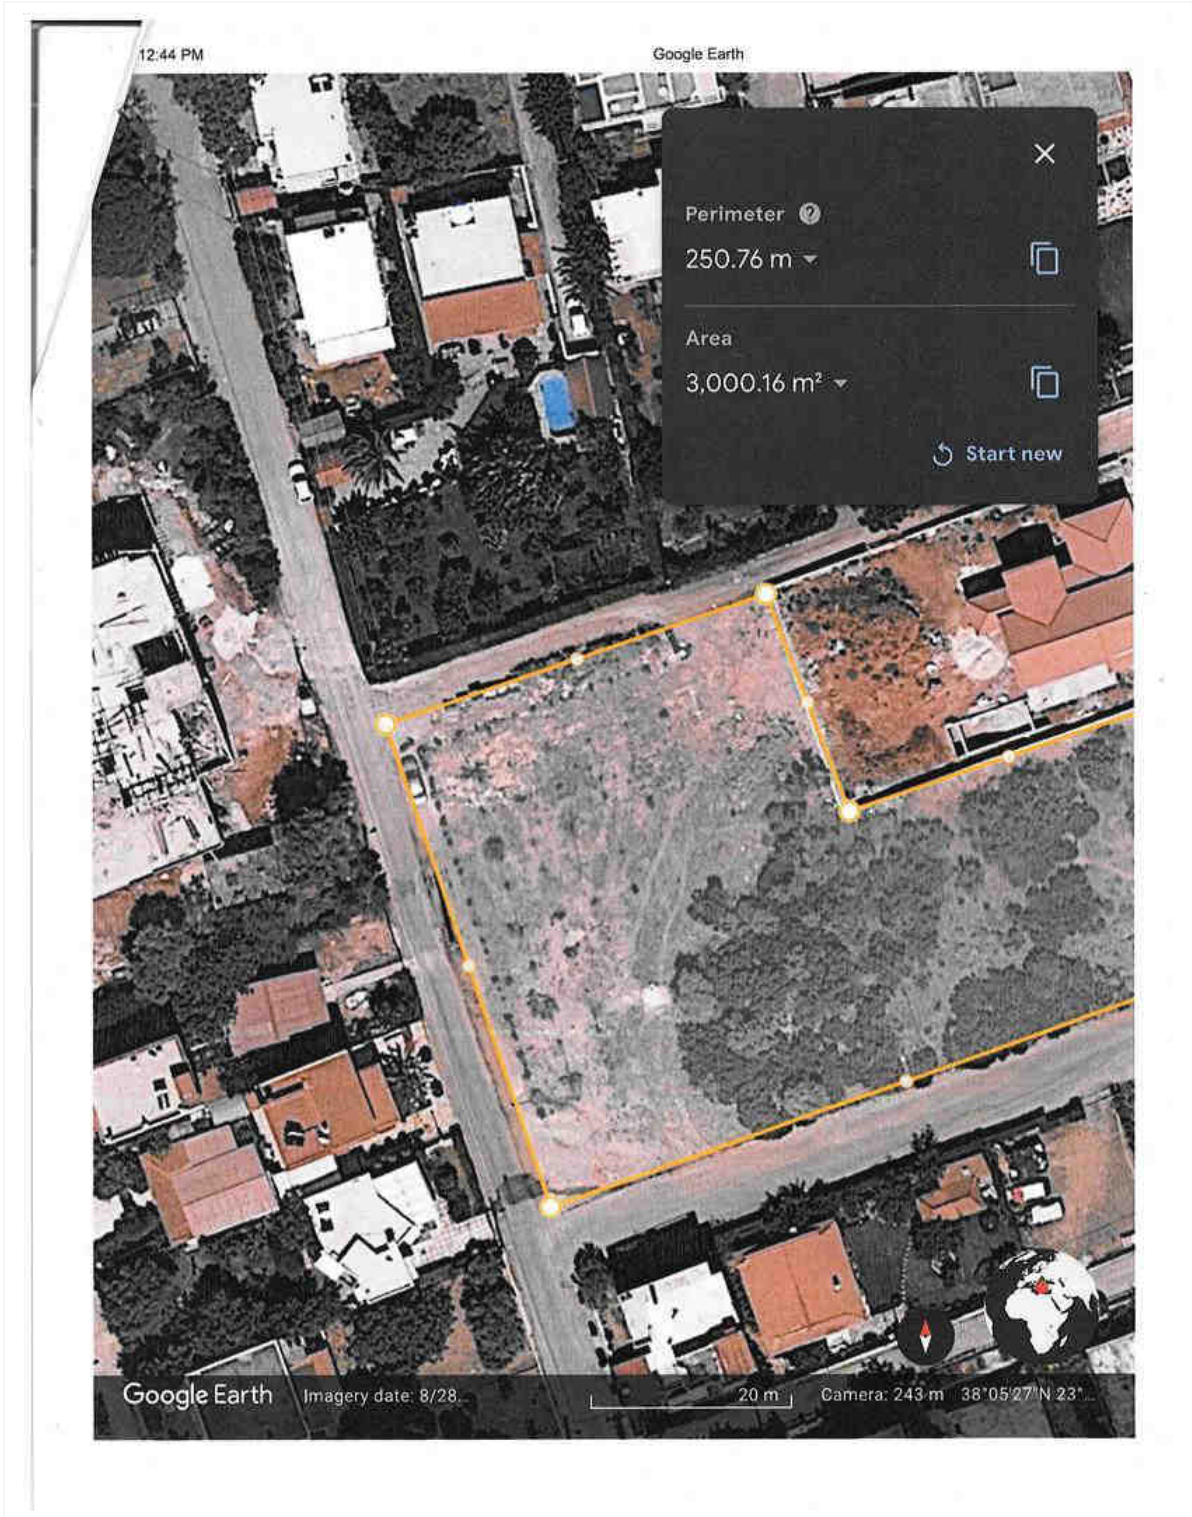 12:44 PM
Google Earth
Perimeter
250.76 m
Area
3,000.16 m²
Start new
Google Earth
Imagery date: 8/28...
20 m
Camera: 243 m
38°05'27"N 23°...